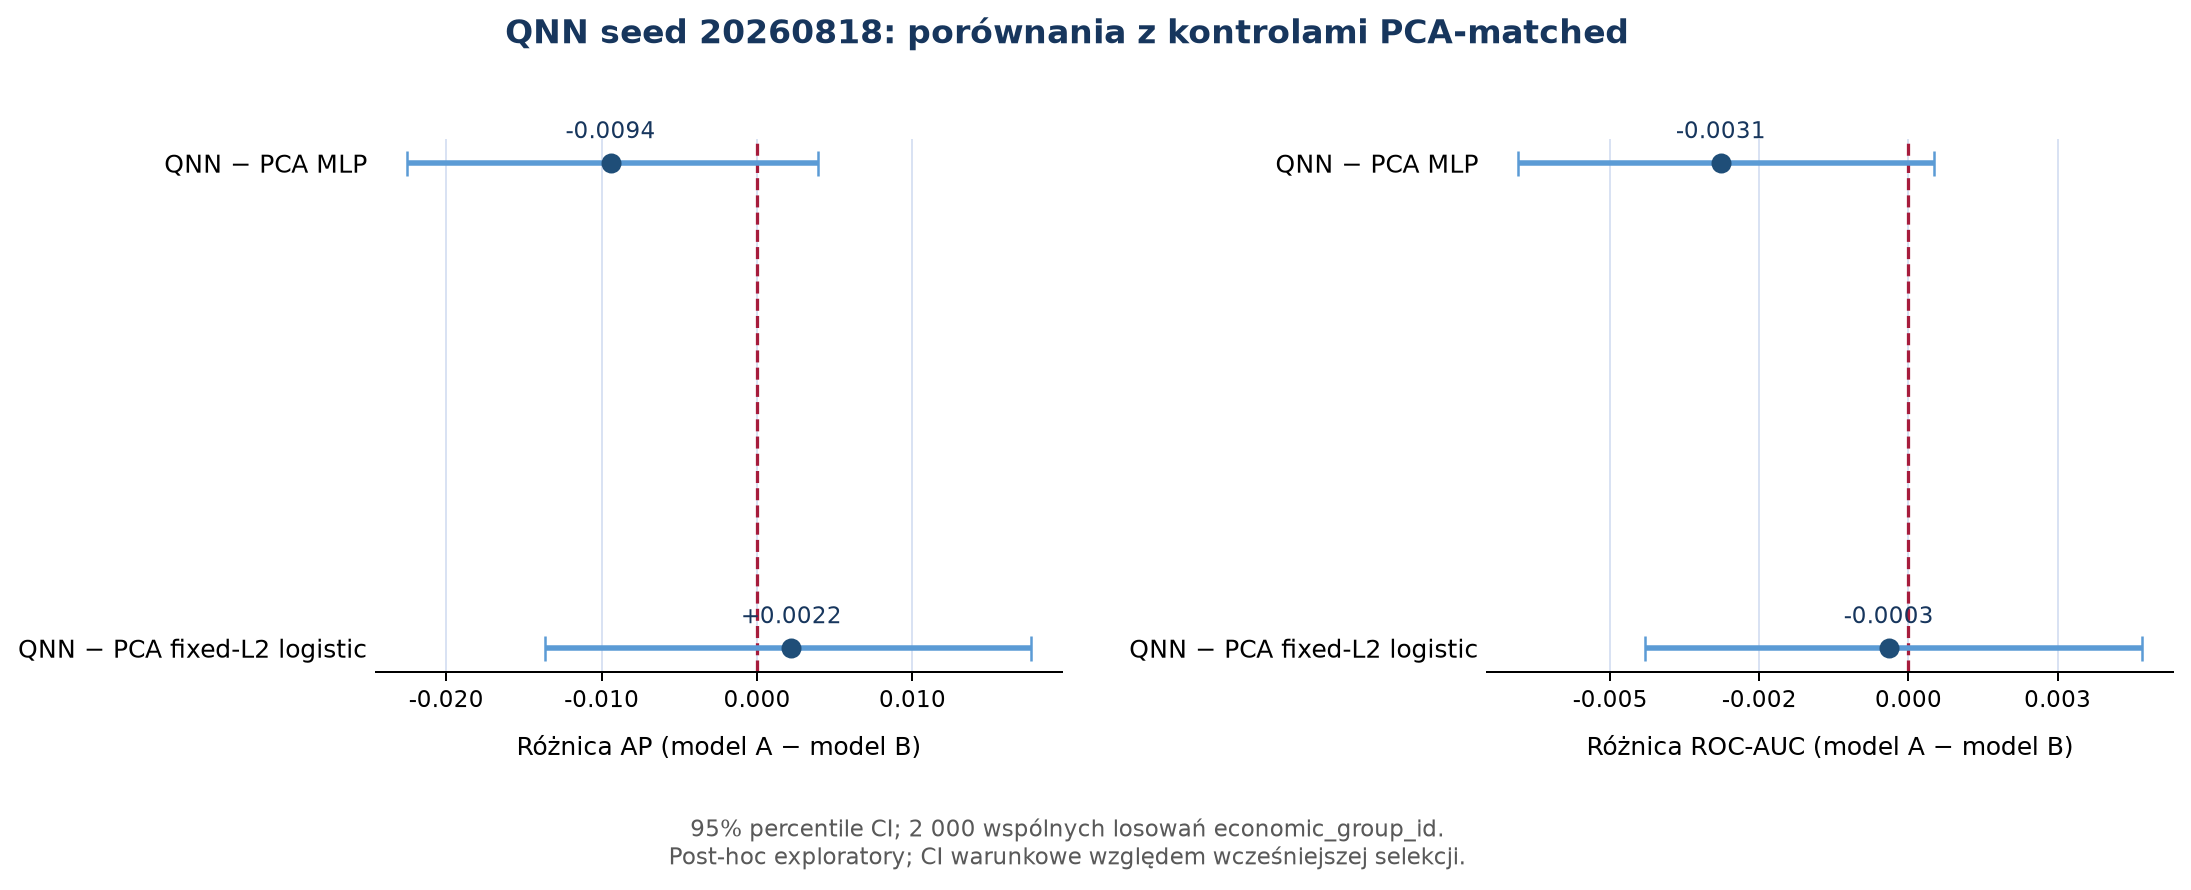 QNN seed 20260818: porównania z kontrolami PCA-matched
-0.0094
QNN − PCA MLP
+0.0022
QNN − PCA fixed-L2 logistic
-0.020 -0.010 0.000 0.010
Różnica AP (model A − model B)
-0.0031
QNN − PCA MLP
-0.0003
QNN − PCA fixed-L2 logistic
-0.005 -0.002 0.000 0.003
Różnica ROC-AUC (model A − model B)
95% percentile CI; 2 000 wspólnych losowań economic_group_id.
Post-hoc exploratory; CI warunkowe względem wcześniejszej selekcji.